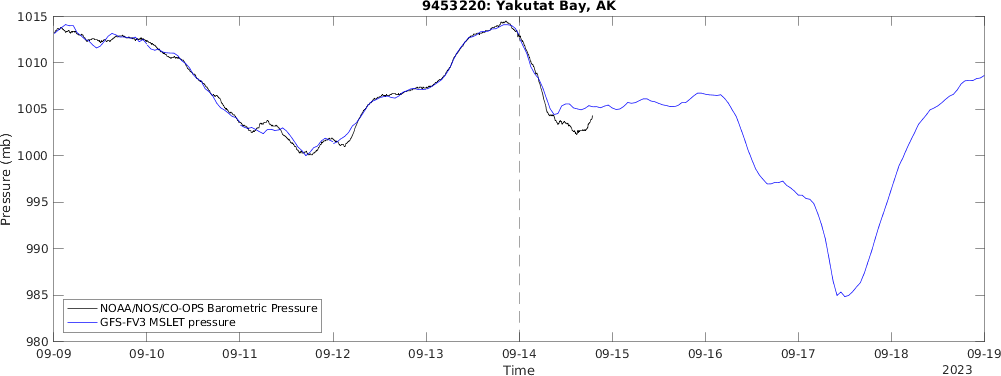 9453220: Yakutat Bay, AK
Pressure (mb)
1015
1010
1005
1000
995
990
985
980
NOAA/NOS/CO-OPS Barometric Pressure
GFS-FV3 MSLET pressure
09-09 09-10 09-11 09-12 09-13 09-14 09-15 09-16 09-17 09-18 09-19
Time
2023